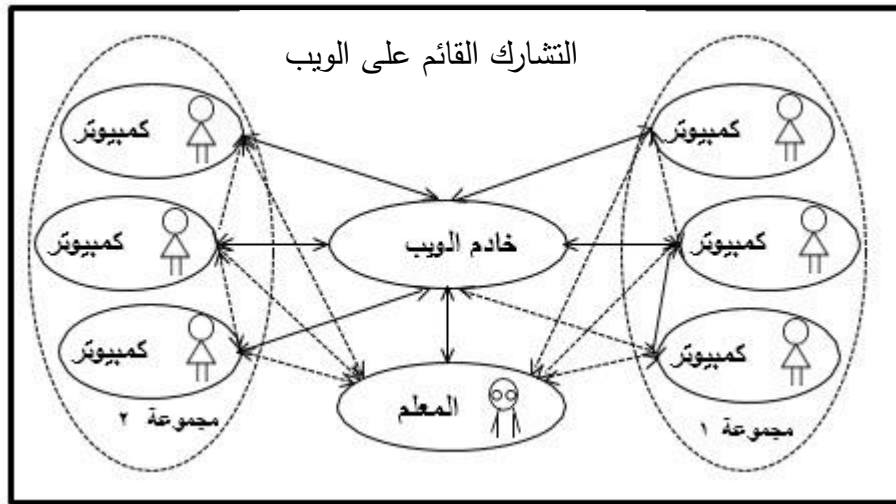 التشارك القائم على الويب
كمبيوتر
كمبيوتر
كمبيوتر
مجموعة ١
خادم الويب
المعلم
كمبيوتر
كمبيوتر
كمبيوتر
مجموعة ٢